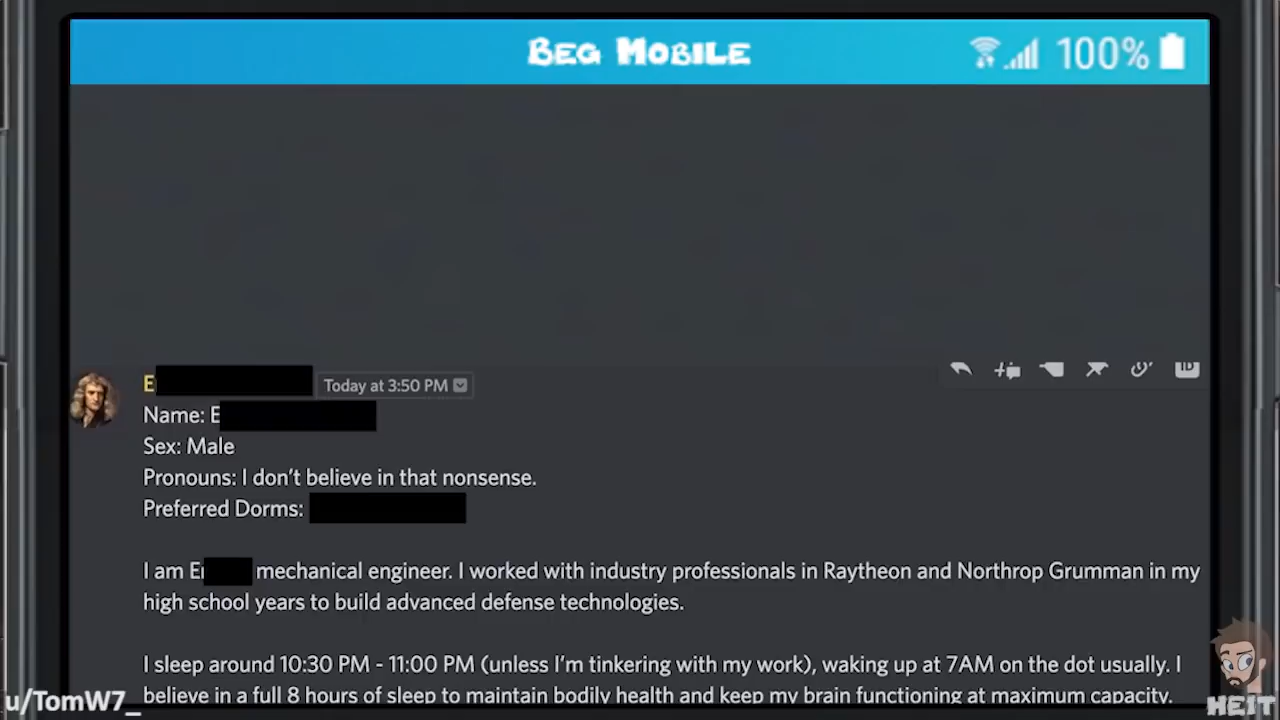 BEG MOBILE
100%
E
Today at 3:50 PM
Name: E
Sex: Male
Pronouns: I don't believe in that nonsense.
Preferred Dorms:
I am E mechanical engineer. I worked with industry professionals in Raytheon and Northrop Grumman in my
high school years to build advanced defense technologies.
I sleep around 10:30 PM - 11:00 PM (unless I'm tinkering with my work), waking up at 7AM on the dot usually. I
believe in a full 8 hours of sleep to maintain bodily health and keep my brain functioning at maximum capacity.
u/TomW7_
HEIT